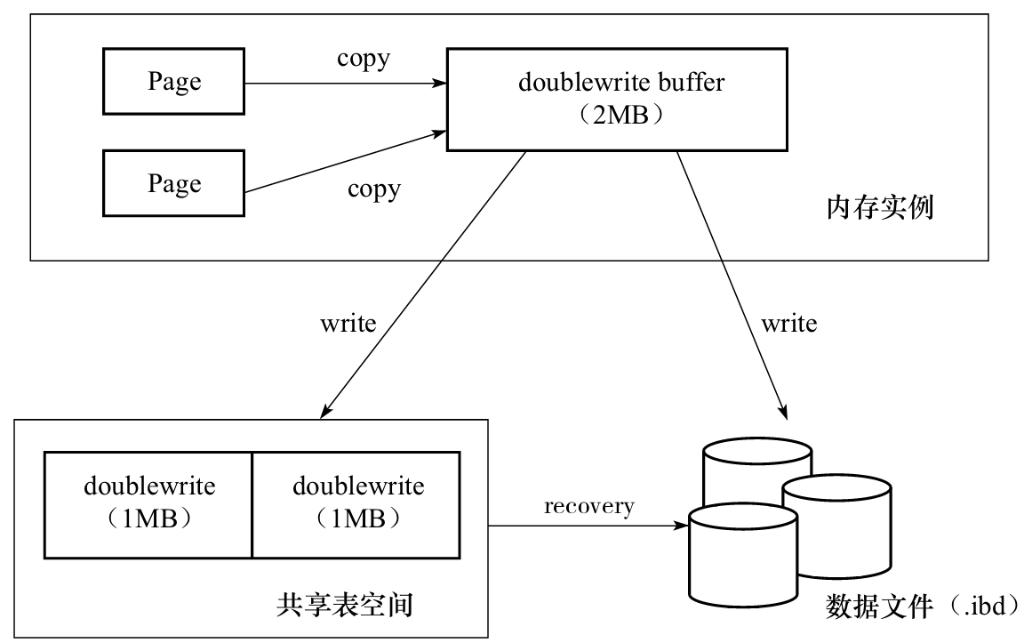 Page
copy
doublewrite buffer
（2MB）
Page
copy
内存实例
write
write
doublewrite
（1MB）
doublewrite
（1MB）
recovery
共享表空间
数据文件（.ibd）